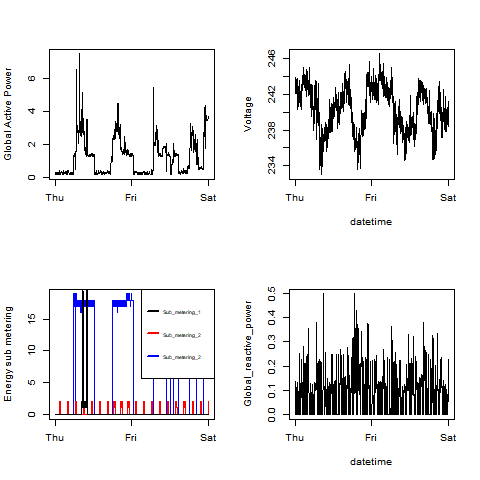 Global Active Power
0
2
4
6
Thu
Fri
Sat
Voltage
234
238
242
246
Thu
Fri
Sat
datetime
Energy sub metering
0
5
10
15
Sub_metering_1
Sub_metering_2
Sub_metering_2
Thu
Fri
Sat
Global_reactive_power
0.0
0.1
0.2
0.3
0.4
0.5
Thu
Fri
Sat
datetime